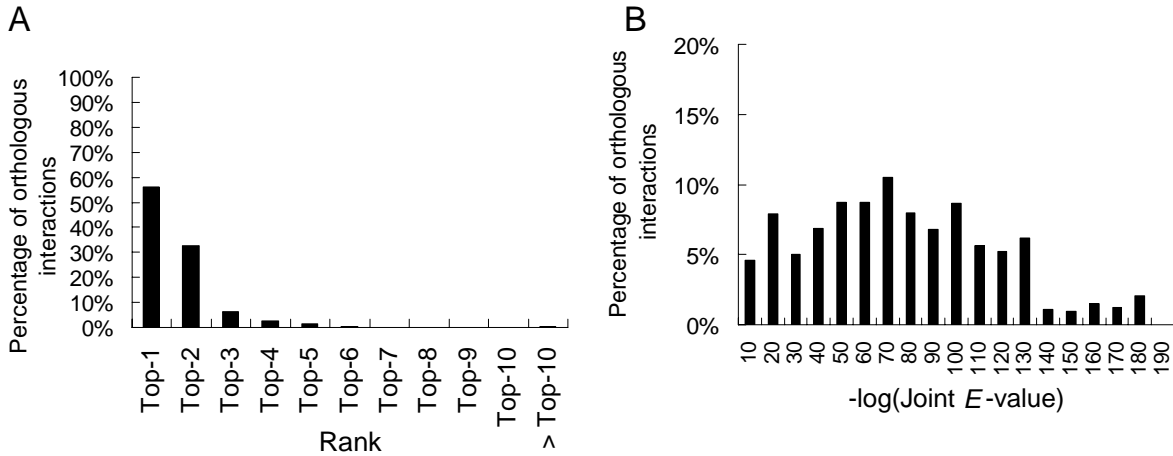 A
Percentage of orthologous
interactions
100%
90%
80%
70%
60%
50%
40%
30%
20%
10%
0%
Top-1
Top-2
Top-3
Top-4
Top-5
Top-6
Top-7
Top-8
Top-9
Top-10
> Top-10
Rank
B
Percentage of orthologous
interactions
20%
15%
10%
5%
0%
10
20
30
40
50
60
70
80
90
100
110
120
130
140
150
160
170
180
190
-log(Joint E-value)